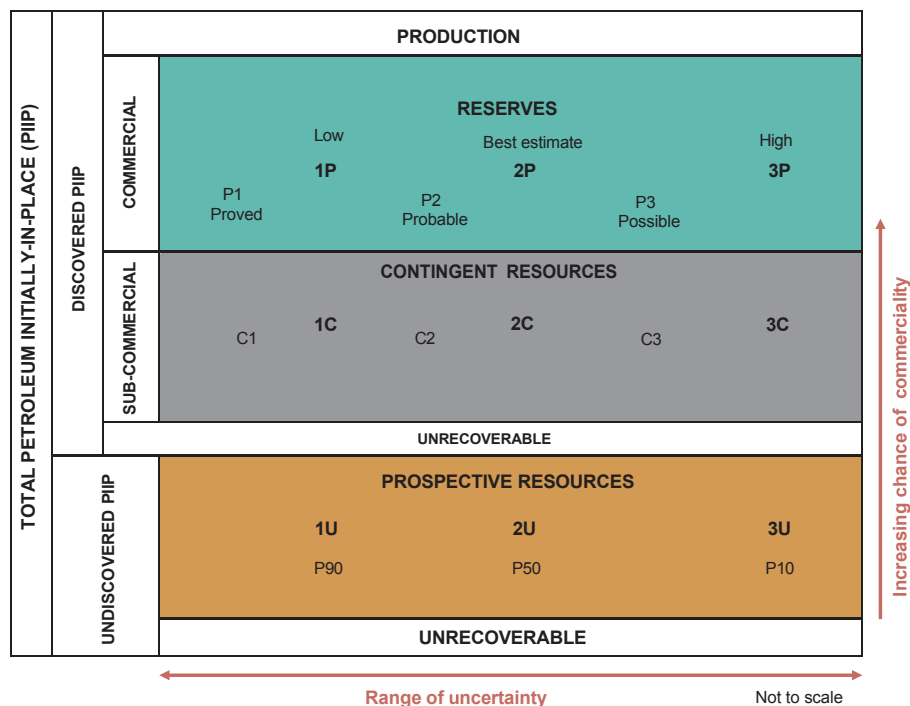 TOTAL PETROLEUM INITIALLY-IN-PLACE (PIIP)
DISCOVERED PIIP
UNDISCOVERED PIIP
COMMERCIAL
SUB-COMMERCIAL
PRODUCTION
RESERVES
Low
Best estimate
High
1P
2P
3P
P1
Proved
P2
Probable
P3
Possible
CONTINGENT RESOURCES
1C
2C
3C
C1
C2
C3
UNRECOVERABLE
PROSPECTIVE RESOURCES
1U
2U
3U
P90
P50
P10
UNRECOVERABLE
Increasing chance of commerciality
Range of uncertainty
Not to scale